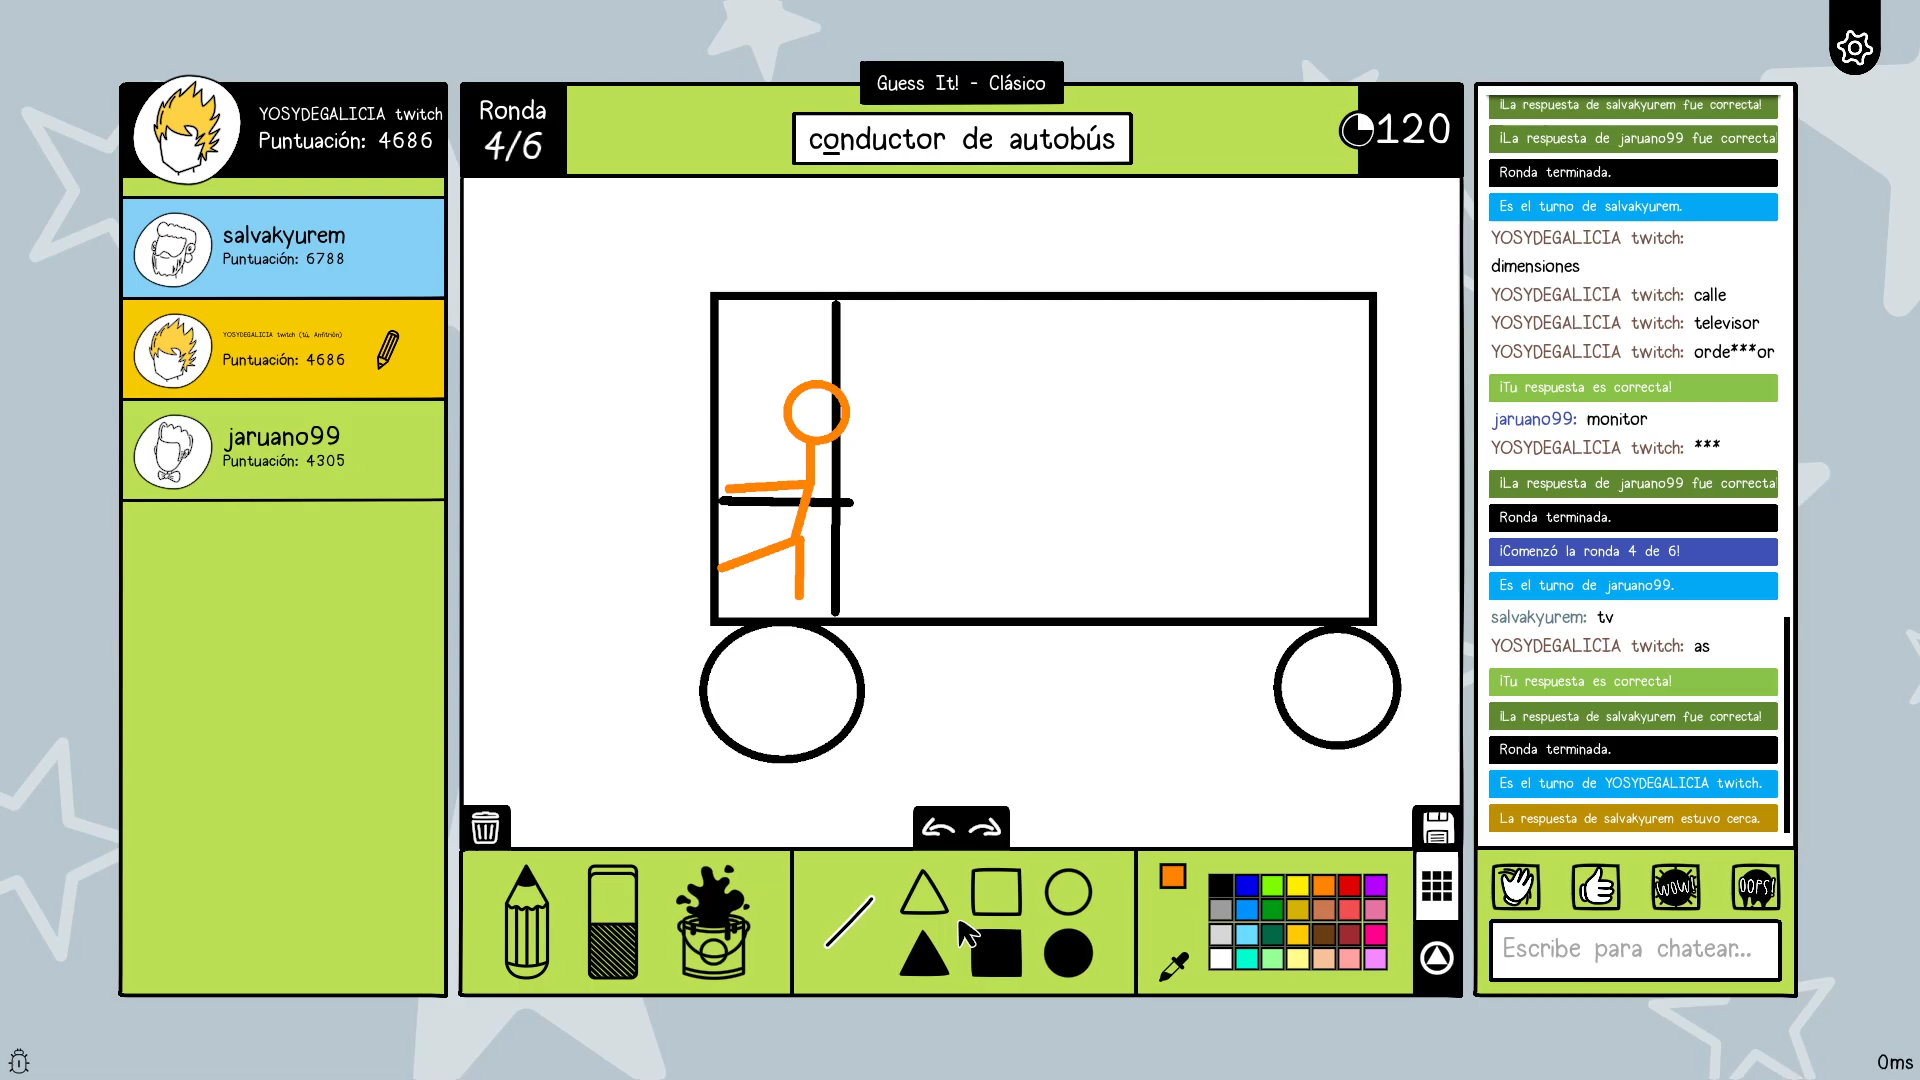 Guess It! - Clásico
YOSYDEGALICIA twitch
Puntuación: 4686
Ronda
4/6
conductor de autobús
120
salvakyurem
Puntuación: 6788
YOSYDEGALICIA twitch (tú, Anfitrión)
Puntuación: 4686
jaruano99
Puntuación: 4305
¡La respuesta de salvakyurem fue correcta!
¡La respuesta de jaruano99 fue correcta
Ronda terminada.
Es el turno de salvakyurem.
YOSYDEGALICIA twitch:
dimensiones
YOSYDEGALICIA twitch: calle
YOSYDEGALICIA twitch: televisor
YOSYDEGALICIA twitch: orde***or
¡Tu respuesta es correcta!
jaruano99: monitor
YOSYDEGALICIA twitch: ***
¡La respuesta de jaruano99 fue correcta
Ronda terminada.
¡Comenzó la ronda 4 de 6!
Es el turno de jaruano99.
salvakyurem: tv
YOSYDEGALICIA twitch: as
¡Tu respuesta es correcta!
¡La respuesta de salvakyurem fue correcta!
Ronda terminada.
Es el turno de YOSYDEGALICIA twitch.
La respuesta de salvakyurem estuvo cerca.
WOW!
OOPS!
Escribe para chatear...
0ms